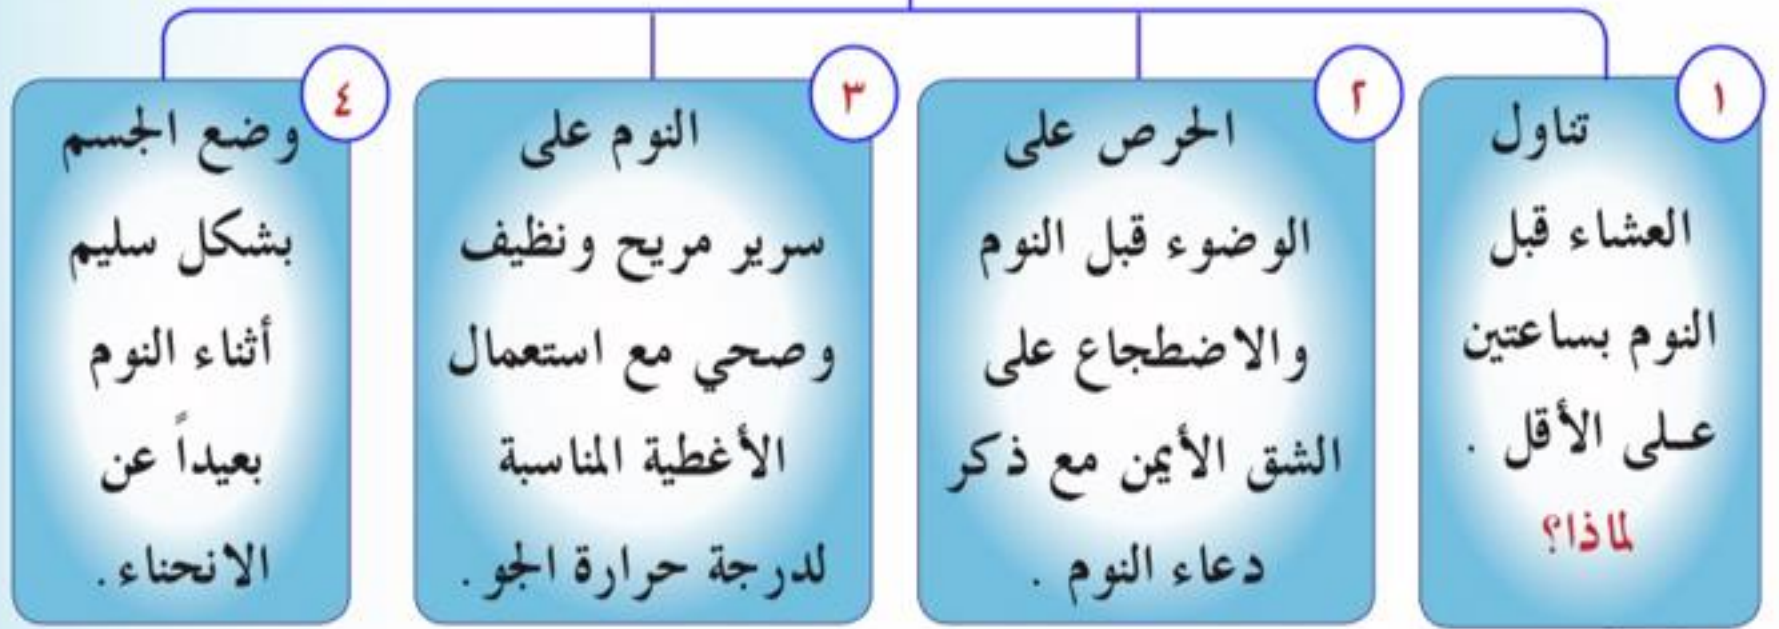 ١
تناول
العشاء قبل
النوم بساعتين
عـلى الأقل .
لماذا؟
٢
الحرص على
الوضوء قبل النوم
والاضطجاع على
الشق الأيمن مع ذكر
دعاء النوم .
٣
النوم على
سرير مريح ونظيف
وصحي مع استعمال
الأغطية المناسبة
لدرجة حرارة الجو .
٤
وضع الجسم
بشكل سليم
أثناء النوم
بعيداً عن
الانحناء .